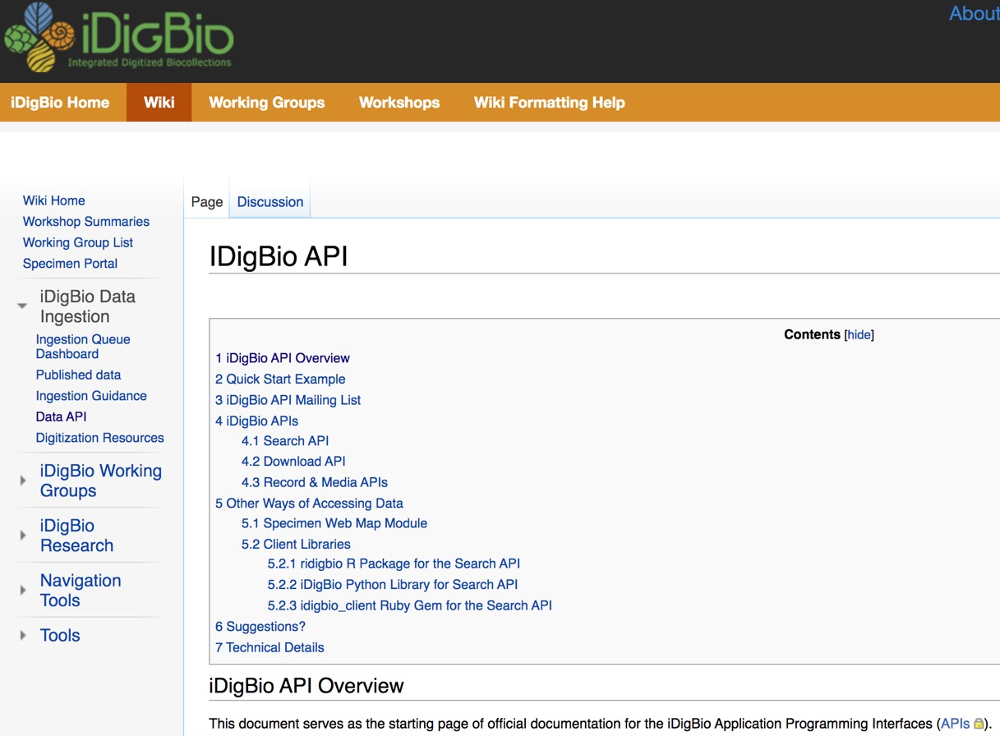 iDigBio
Integrated Digitized Biocollections
About
iDigBio Home Wiki Working Groups Workshops Wiki Formatting Help
Wiki Home
Workshop Summaries
Working Group List
Specimen Portal
iDigBio Data
Ingestion
Ingestion Queue
Dashboard
Published data
Ingestion Guidance
Data API
Digitization Resources
iDigBio Working
Groups
iDigBio
Research
Navigation
Tools
Tools
Page Discussion
IDigBio API
Contents [hide]
1 iDigBio API Overview
2 Quick Start Example
3 iDigBio API Mailing List
4 iDigBio APIs
4.1 Search API
4.2 Download API
4.3 Record & Media APIs
5 Other Ways of Accessing Data
5.1 Specimen Web Map Module
5.2 Client Libraries
5.2.1 ridigbio R Package for the Search API
5.2.2 iDigBio Python Library for Search API
5.2.3 idigbio_client Ruby Gem for the Search API
6 Suggestions?
7 Technical Details
iDigBio API Overview
This document serves as the starting page of official documentation for the iDigBio Application Programming Interfaces (APIs).